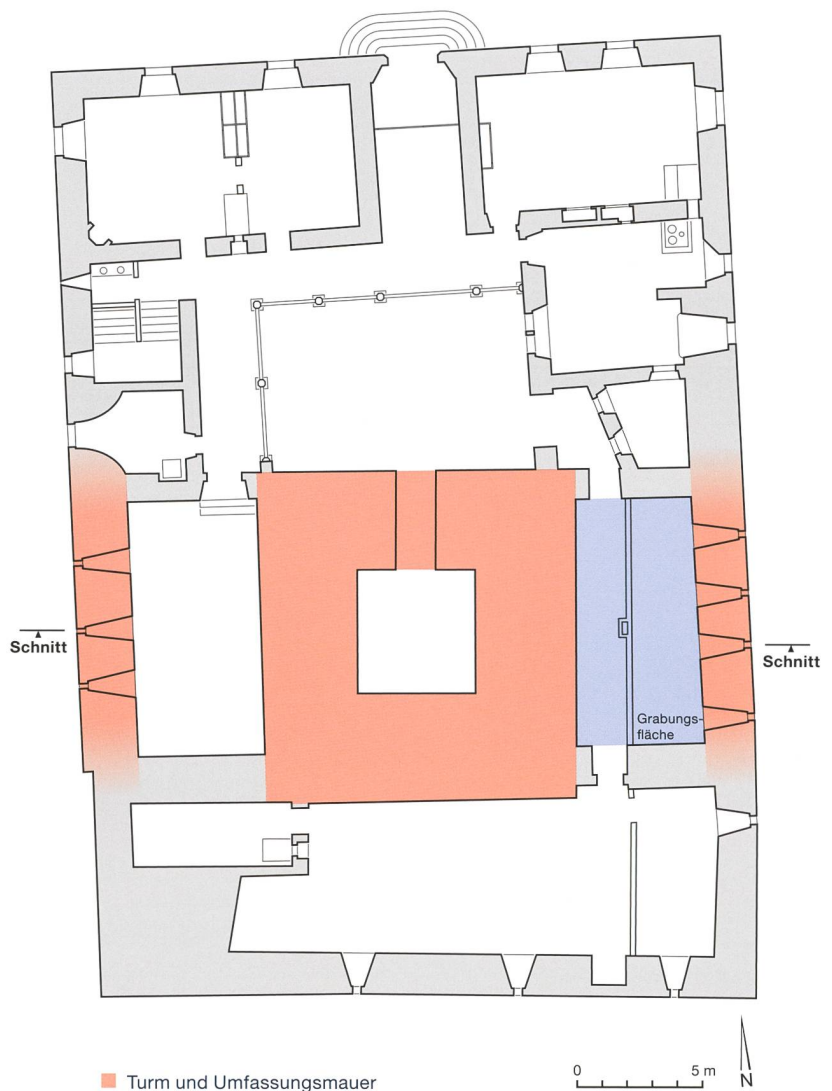 Schnitt
Schnitt
Grabungs-
fläche
Turm und Umfassungsmauer
0 5 m
N